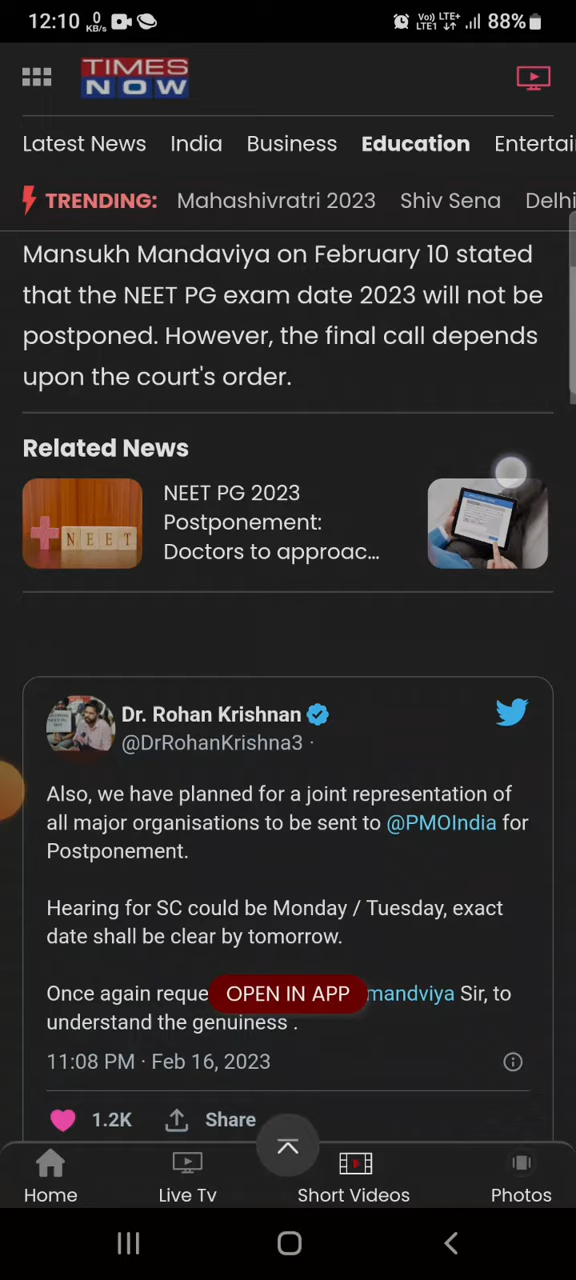 12:10 0 KB/s Vo) LTE+ LTE1 88%
TIMES
NOW
Latest News India Business Education Entertai
TRENDING: Mahashivratri 2023 Shiv Sena Delhi
Mansukh Mandaviya on February 10 stated
that the NEET PG exam date 2023 will not be
postponed. However, the final call depends
upon the court's order.
Related News
NEET
NEET PG 2023
Postponement:
Doctors to approac...
Dr. Rohan Krishnan
@DrRohanKrishna3 ·
Also, we have planned for a joint representation of
all major organisations to be sent to @PMOIndia for
Postponement.
Hearing for SC could be Monday / Tuesday, exact
date shall be clear by tomorrow.
Once again reque OPEN IN APP mandviya Sir, to
understand the genuiness .
11:08 PM · Feb 16, 2023
1.2K Share
Home Live Tv Short Videos Photos